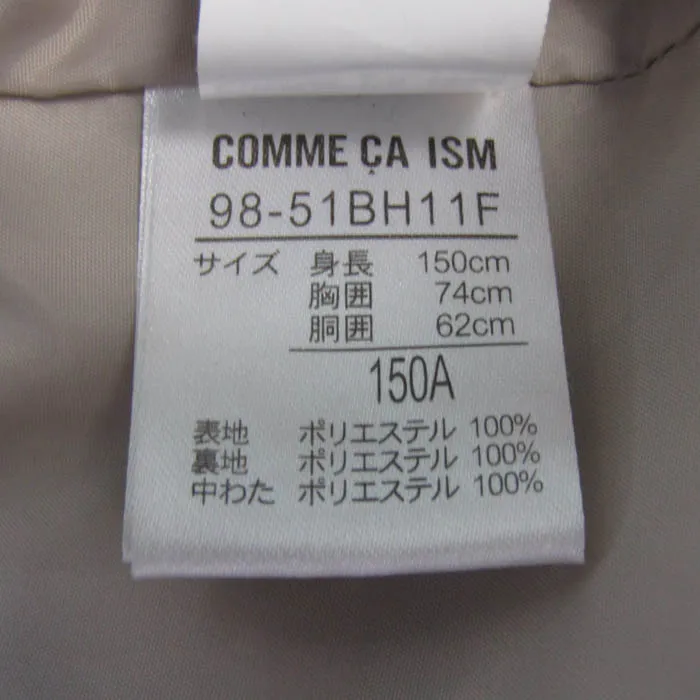 COMME ÇA ISM
98-51BH11F
サイズ 身長 150cm
胸囲 74cm
胴囲 62cm
150A
表地 ポリエステル 100%
裏地 ポリエステル 100%
中わた ポリエステル 100%